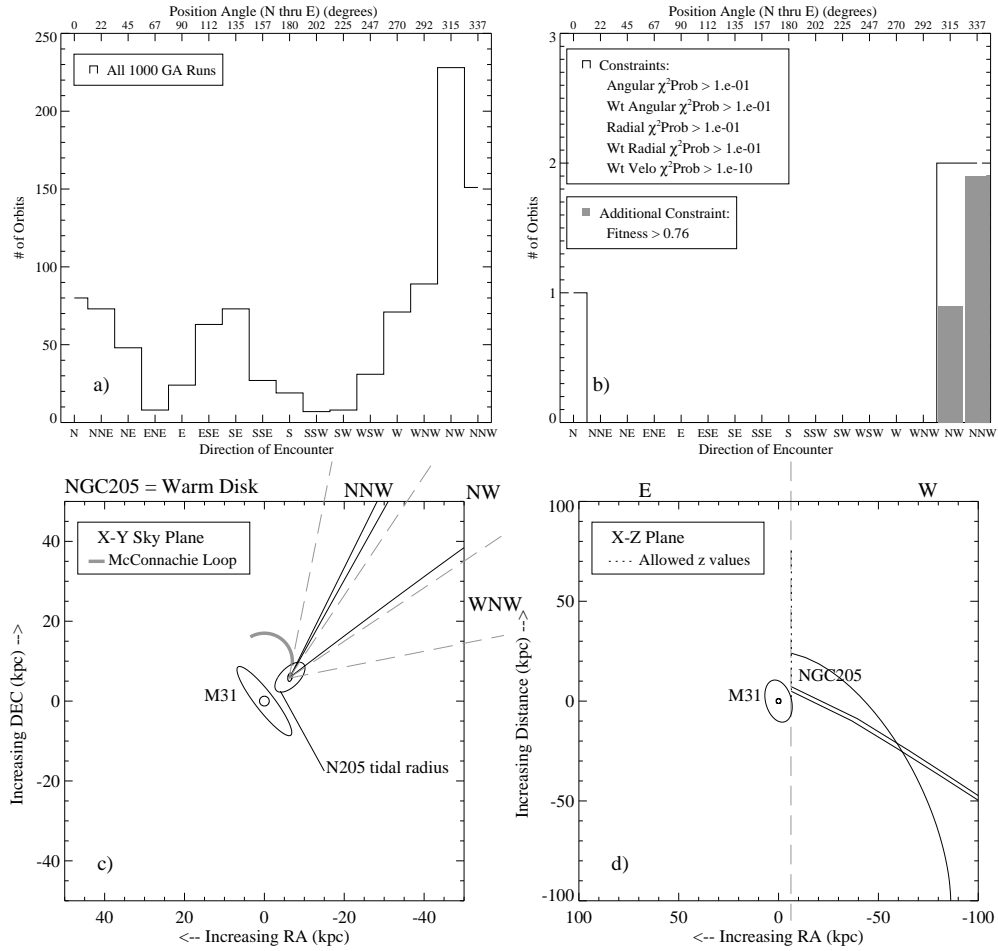 Position Angle (N thru E) (degrees)
0 22 45 67 90 112 135 157 180 202 225 247 270 292 315 337
250
200
150
100
50
0
# of Orbits
All 1000 GA Runs
a)
N NNE NE ENE E ESE SE SSE S SSW SW WSW W WNW NW NNW
Direction of Encounter
Position Angle (N thru E) (degrees)
0 22 45 67 90 112 135 157 180 202 225 247 270 292 315 337
3
2
1
0
# of Orbits
Constraints:
Angular χ²Prob > 1.e-01
Wt Angular χ²Prob > 1.e-01
Radial χ²Prob > 1.e-01
Wt Radial χ²Prob > 1.e-01
Wt Velo χ²Prob > 1.e-10
Additional Constraint:
Fitness > 0.76
b)
N NNE NE ENE E ESE SE SSE S SSW SW WSW W WNW NW NNW
Direction of Encounter
NGC205 = Warm Disk
NNW
NW
WNW
X-Y Sky Plane
McConnachie Loop
M31
N205 tidal radius
c)
40
20
0
-20
-40
Increasing DEC (kpc) -->
40 20 0 -20 -40
<-- Increasing RA (kpc)
E
W
X-Z Plane
Allowed z values
NGC205
M31
d)
100
50
0
-50
-100
Increasing Distance (kpc) -->
100 50 0 -50 -100
<-- Increasing RA (kpc)